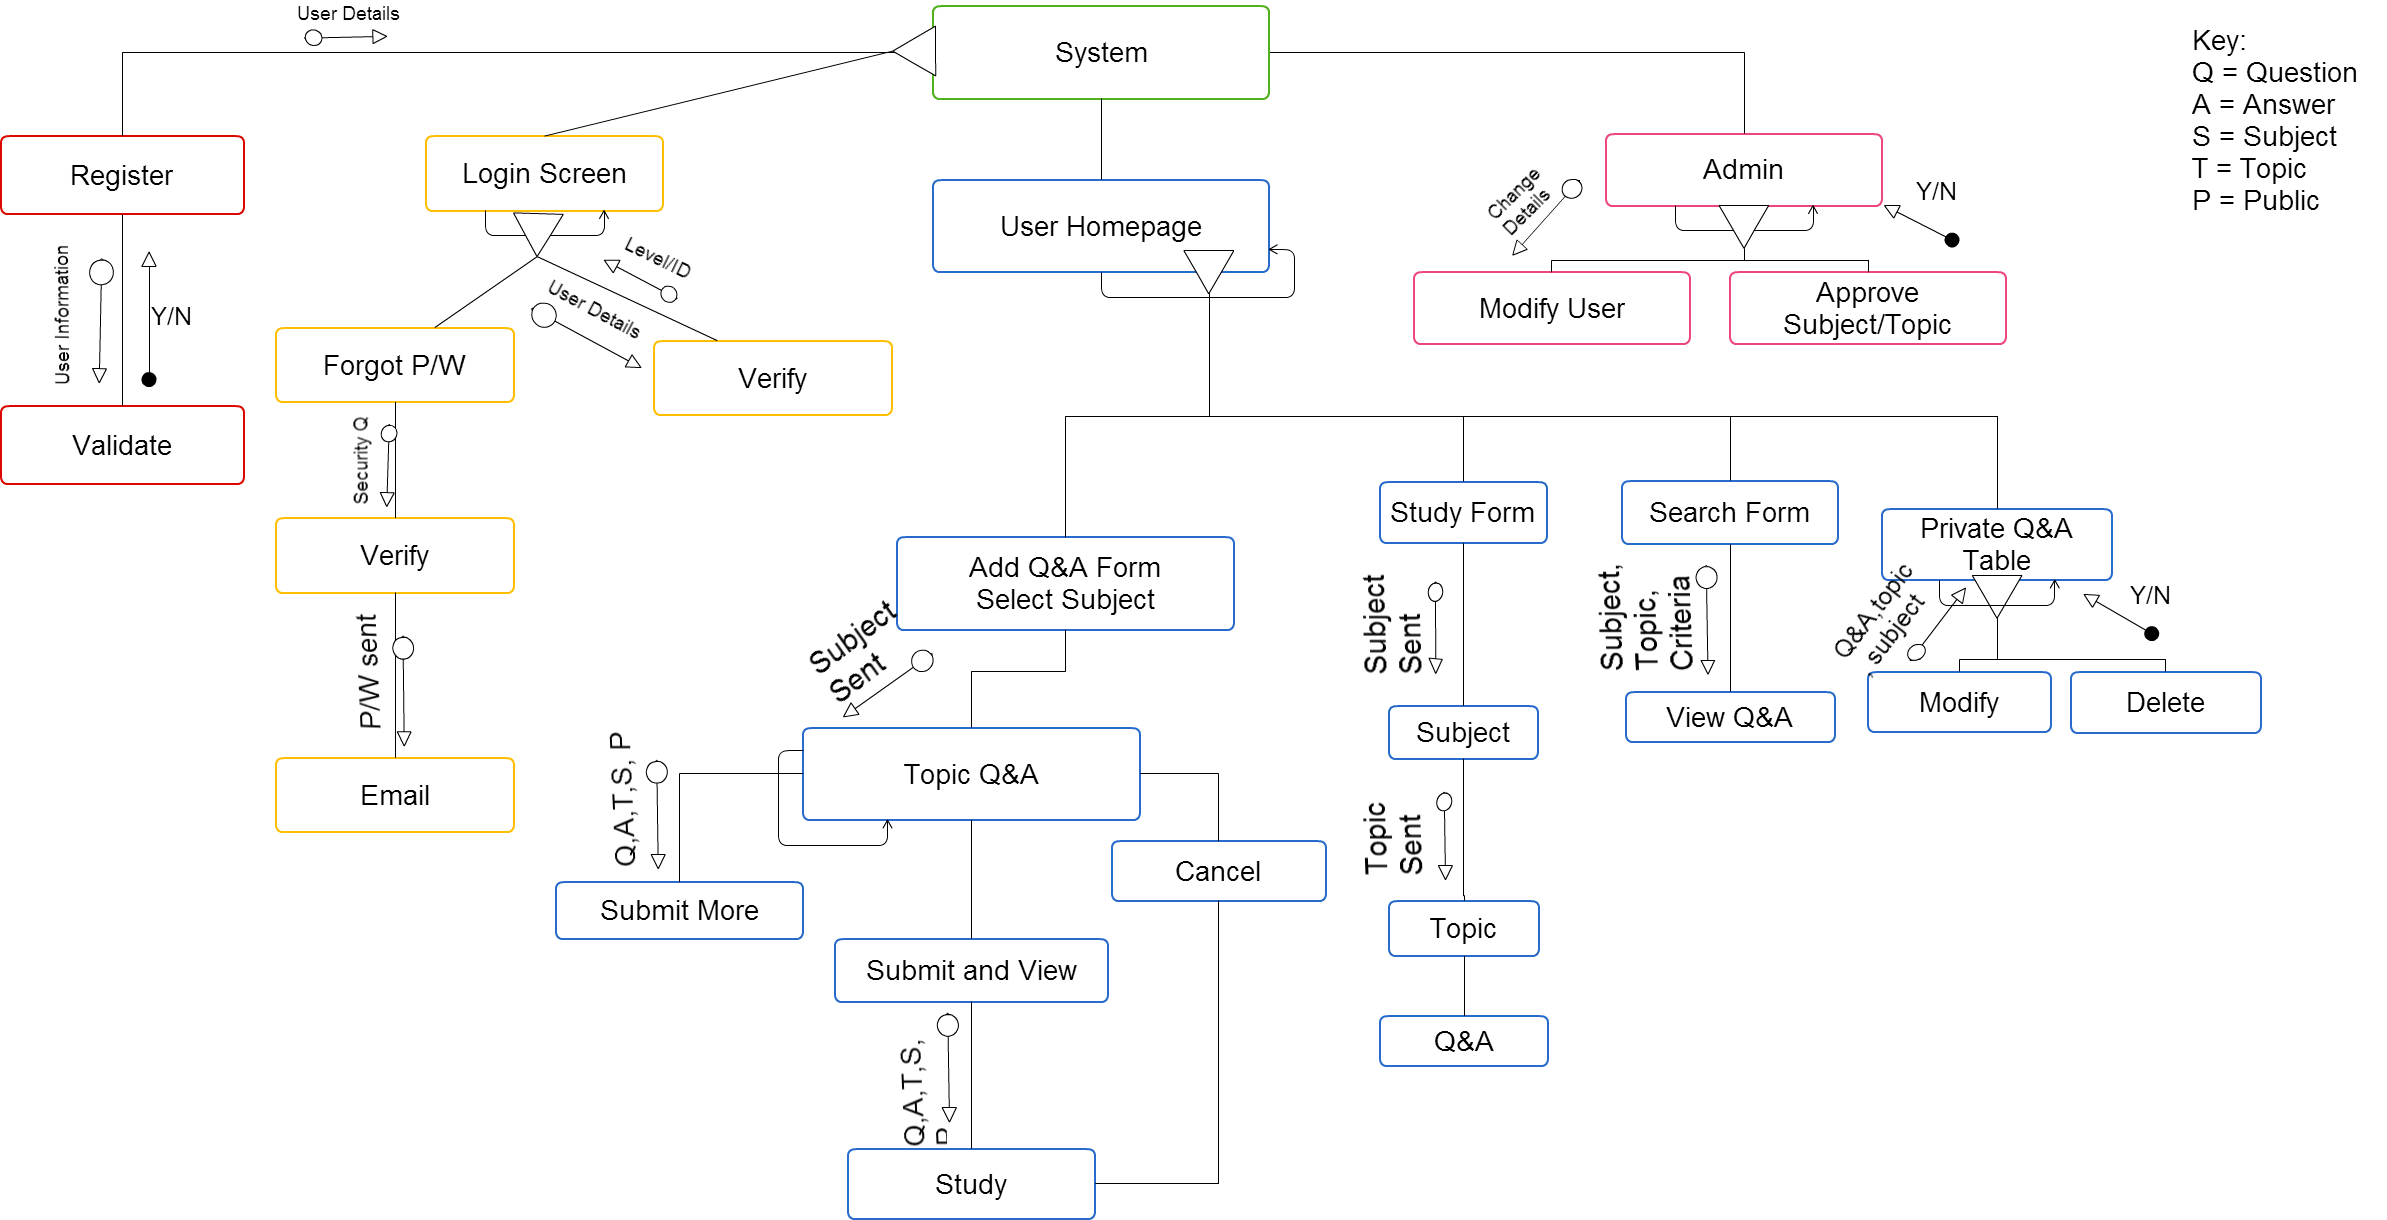 User Details
System
Key:
Q = Question
A = Answer
S = Subject
T = Topic
P = Public
Register
Login Screen
User Homepage
Admin
Change
Details
Y/N
Level/ID
User Details
User Information
Y/N
Modify User
Approve
Subject/Topic
Forgot P/W
Verify
Validate
Security Q
Study Form
Search Form
Private Q&A
Table
Verify
Add Q&A Form
Select Subject
Subject
Sent
Subject
Sent
Subject,
Topic,
Criteria
Q&A,topic
subject
Y/N
P/W sent
Modify
Delete
Subject
View Q&A
Email
Q,A,T,S, P
Topic Q&A
Topic
Sent
Cancel
Submit More
Topic
Submit and View
Q&A
Q,A,T,S,
P
Study